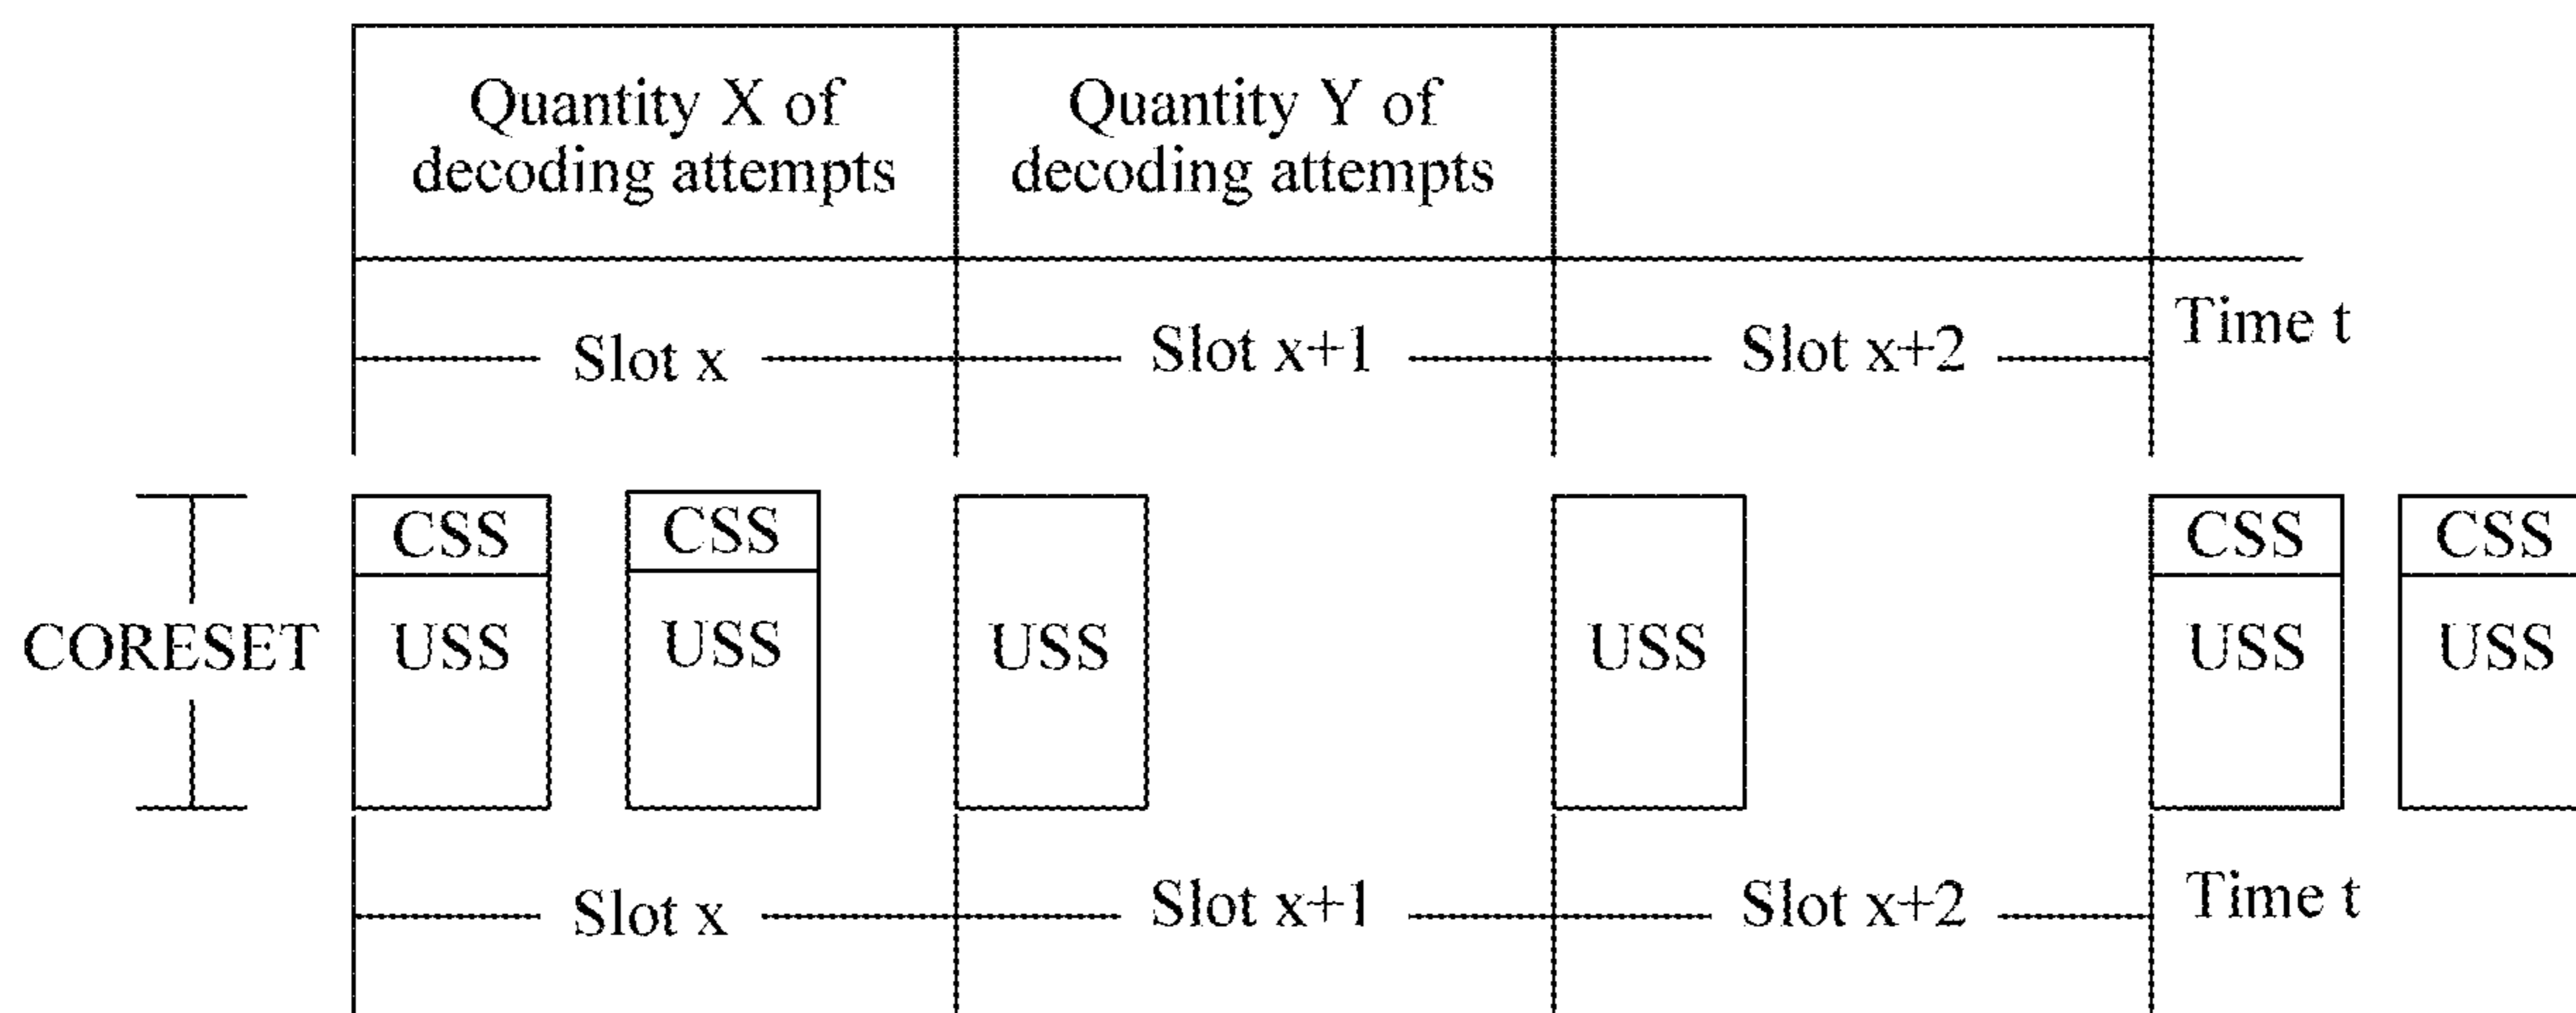 Quantity X of
decoding attempts
Quantity Y of
decoding attempts
Slot x
Slot x+1
Slot x+2
Time t
CSS
CSS
CSS
CSS
CORESET
USS
USS
USS
USS
USS
USS
Slot x
Slot x+1
Slot x+2
Time t